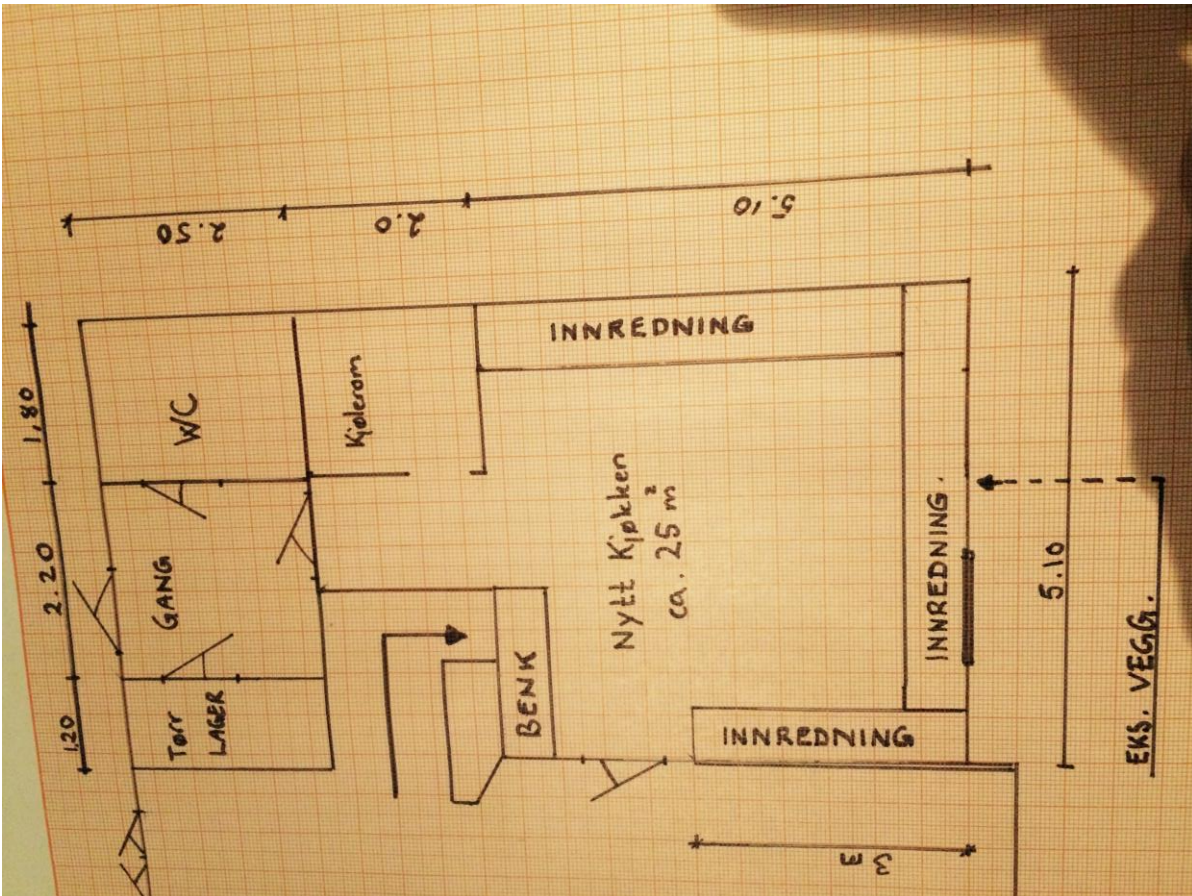 2.50
2.0
5.10
1,80
2.20
1.20
WC
GANG
Tørr
LAGER
Kjølerom
INNREDNING
Nytt Kjøkken
ca. 25 m²
BENK
INNREDNING.
INNREDNING
5.10
3 m
EKS. VEGG.